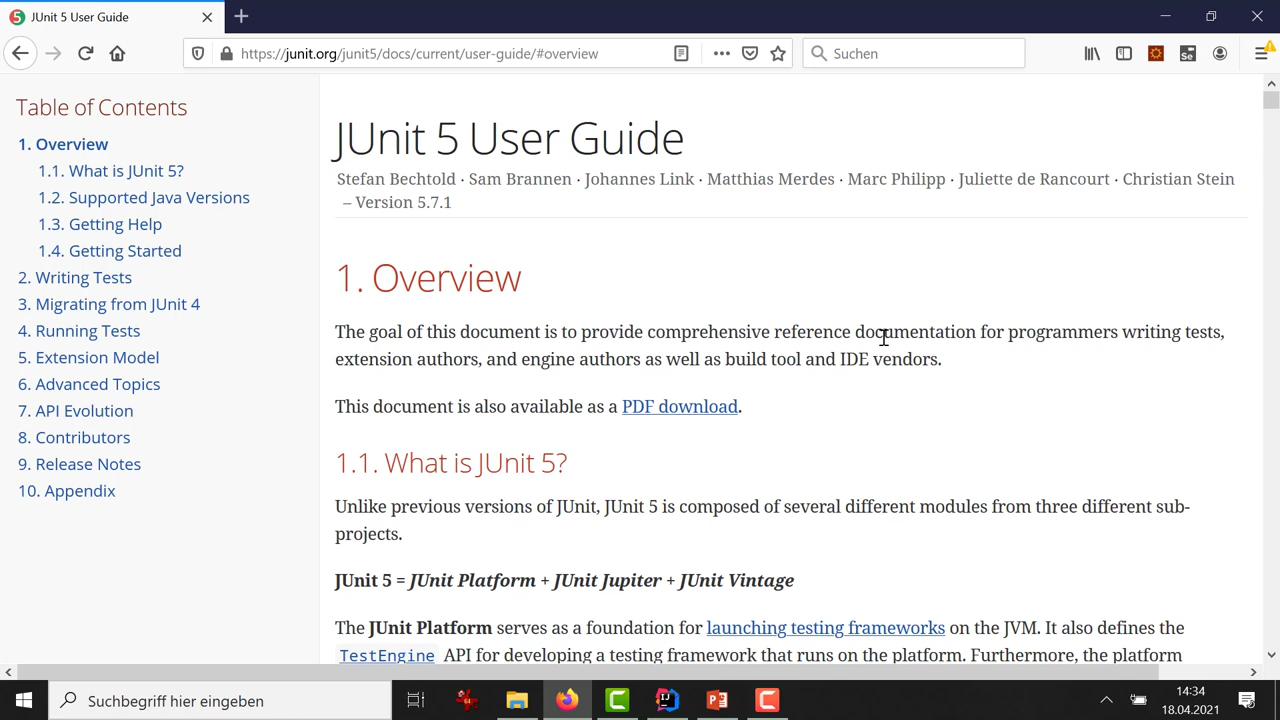 JUnit 5 User Guide
https://junit.org/junit5/docs/current/user-guide/#overview
Suchen
Table of Contents
1. Overview
1.1. What is JUnit 5?
1.2. Supported Java Versions
1.3. Getting Help
1.4. Getting Started
2. Writing Tests
3. Migrating from JUnit 4
4. Running Tests
5. Extension Model
6. Advanced Topics
7. API Evolution
8. Contributors
9. Release Notes
10. Appendix
JUnit 5 User Guide
Stefan Bechtold · Sam Brannen · Johannes Link · Matthias Merdes · Marc Philipp · Juliette de Rancourt · Christian Stein
– Version 5.7.1
1. Overview
The goal of this document is to provide comprehensive reference documentation for programmers writing tests,
extension authors, and engine authors as well as build tool and IDE vendors.
This document is also available as a PDF download.
1.1. What is JUnit 5?
Unlike previous versions of JUnit, JUnit 5 is composed of several different modules from three different sub-
projects.
JUnit 5 = JUnit Platform + JUnit Jupiter + JUnit Vintage
The JUnit Platform serves as a foundation for launching testing frameworks on the JVM. It also defines the
TestEngine API for developing a testing framework that runs on the platform. Furthermore, the platform
Suchbegriff hier eingeben
14:34
18.04.2021